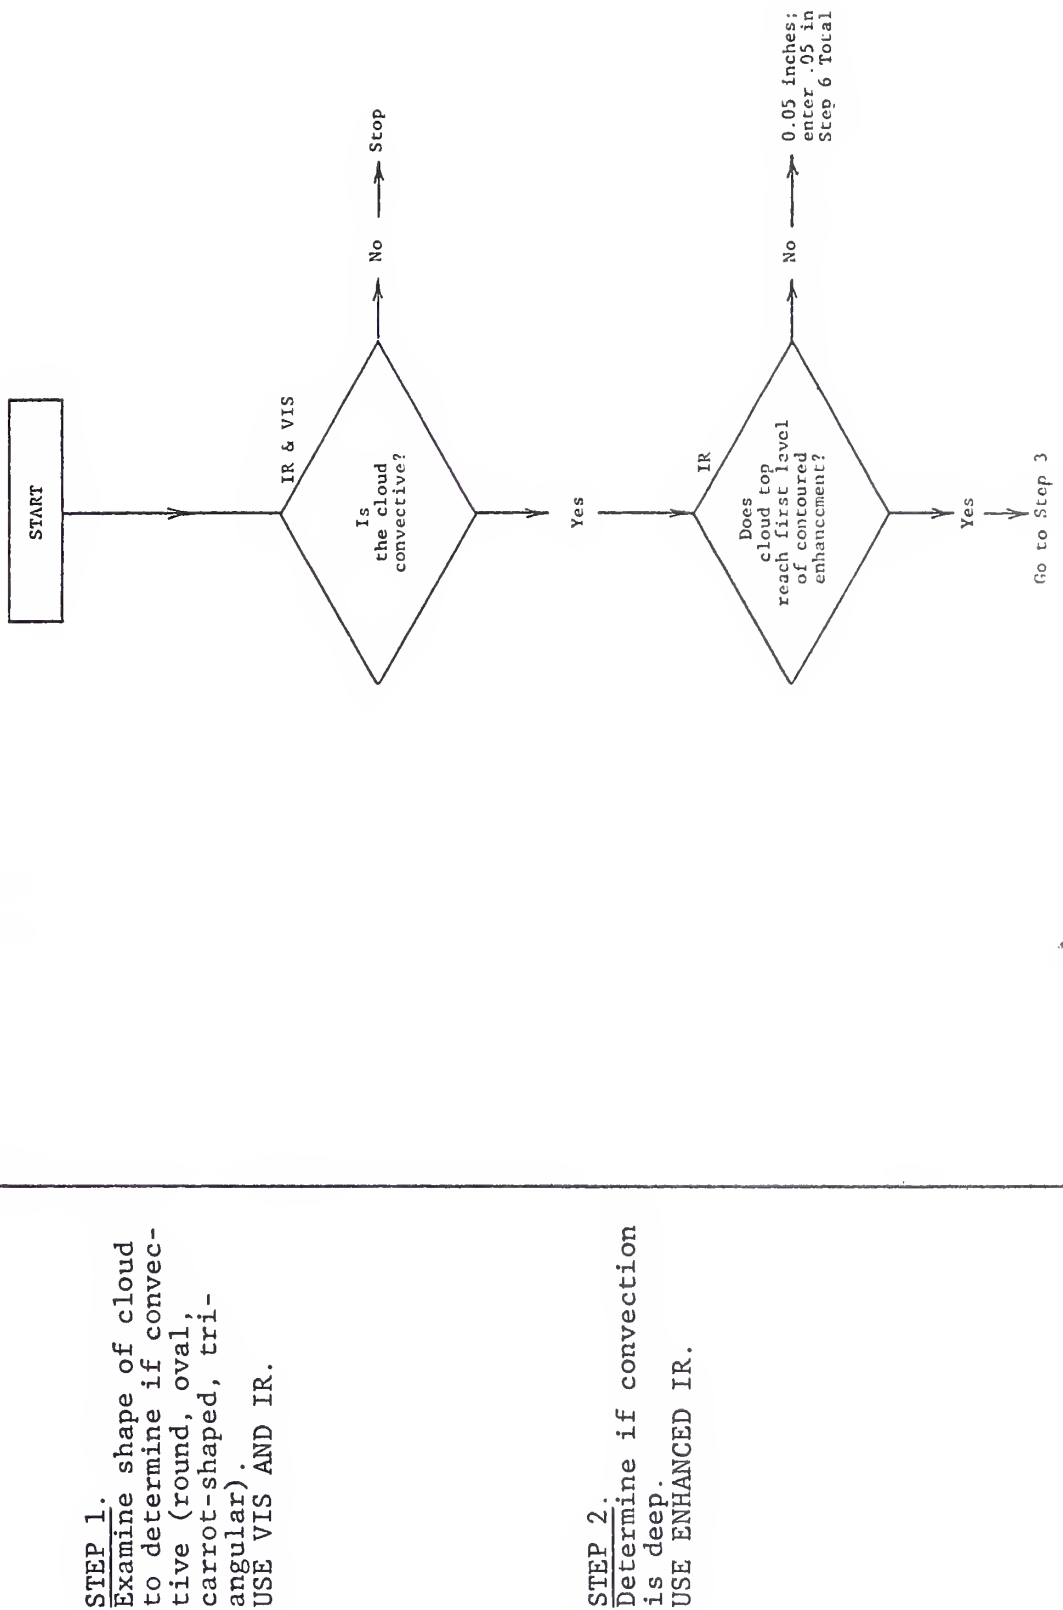 STEP 1.
Examine shape of cloud
to determine if convec-
tive (round, oval,
carrot-shaped, tri-
angular).
USE VIS AND IR.
STEP 2.
Determine if convection
is deep.
USE ENHANCED IR.
START
IR & VIS
Is
the cloud
convective?
No
Stop
Yes
IR
Does
cloud top
reach first level
of contoured
enhancement?
No
0.05 inches;
enter .05 in
Step 6 Total
Yes
Go to Step 3